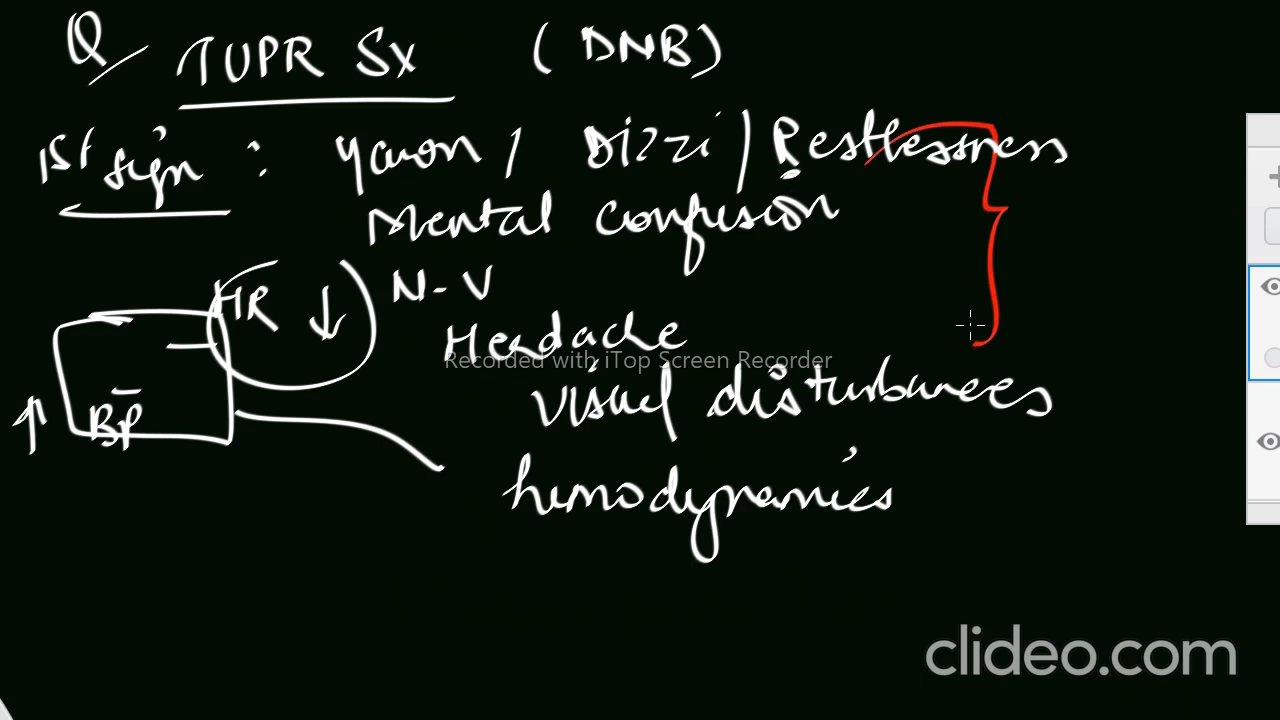 Q TUPR Sx (DNB)
1st sign : yawon / Dizzi / Restlessness
Mental confusion
N-V
HR ↓
Headache
Recorded with iTop Screen Recorder
visual disturbances
↑ BP
hemodynamics
clideo.com